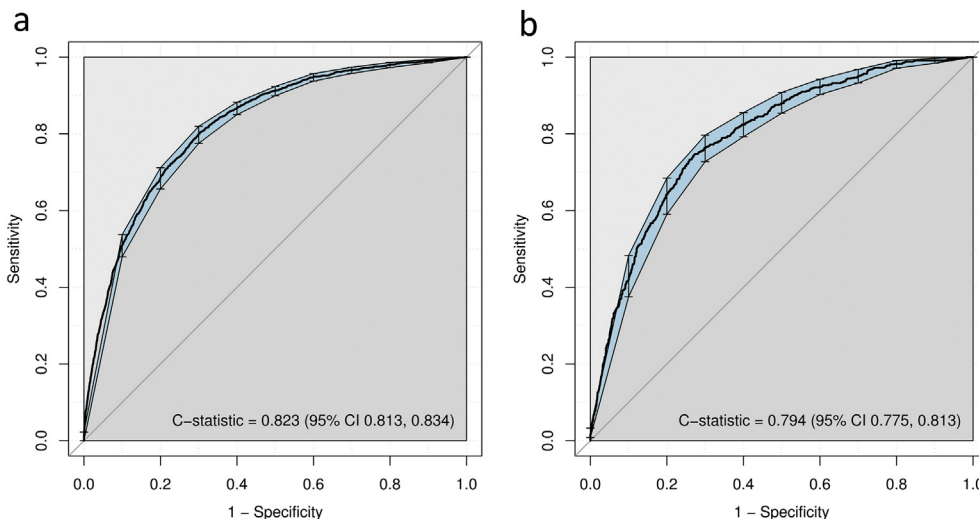 a
1.0
0.8
0.6
0.4
0.2
0.0
Sensitivity
C−statistic = 0.823 (95% CI 0.813, 0.834)
0.0 0.2 0.4 0.6 0.8 1.0
1 − Specificity
b
1.0
0.8
0.6
0.4
0.2
0.0
Sensitivity
C−statistic = 0.794 (95% CI 0.775, 0.813)
0.0 0.2 0.4 0.6 0.8 1.0
1 − Specificity